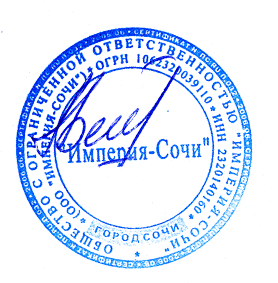 ОБЩЕСТВО С ОГРАНИЧЕННОЙ ОТВЕТСТВЕННОСТЬЮ "ИМПЕРИЯ-СОЧИ"
(ООО "ИМПЕРИЯ-СОЧИ") * ОГРН 1062320039110 * ИНН 2320140160 *
"Империя-Сочи"
* ГОРОД СОЧИ *